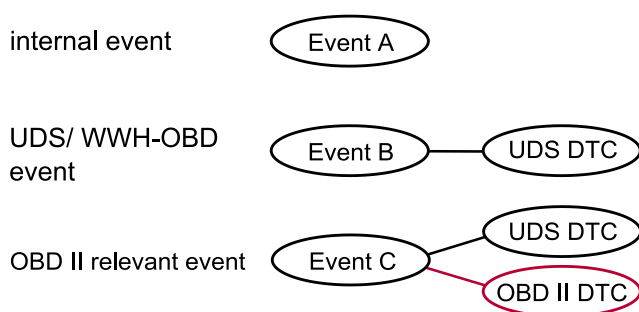 internal event
Event A
UDS/ WWH-OBD
event
Event B
UDS DTC
OBD II relevant event
Event C
UDS DTC
OBD II DTC